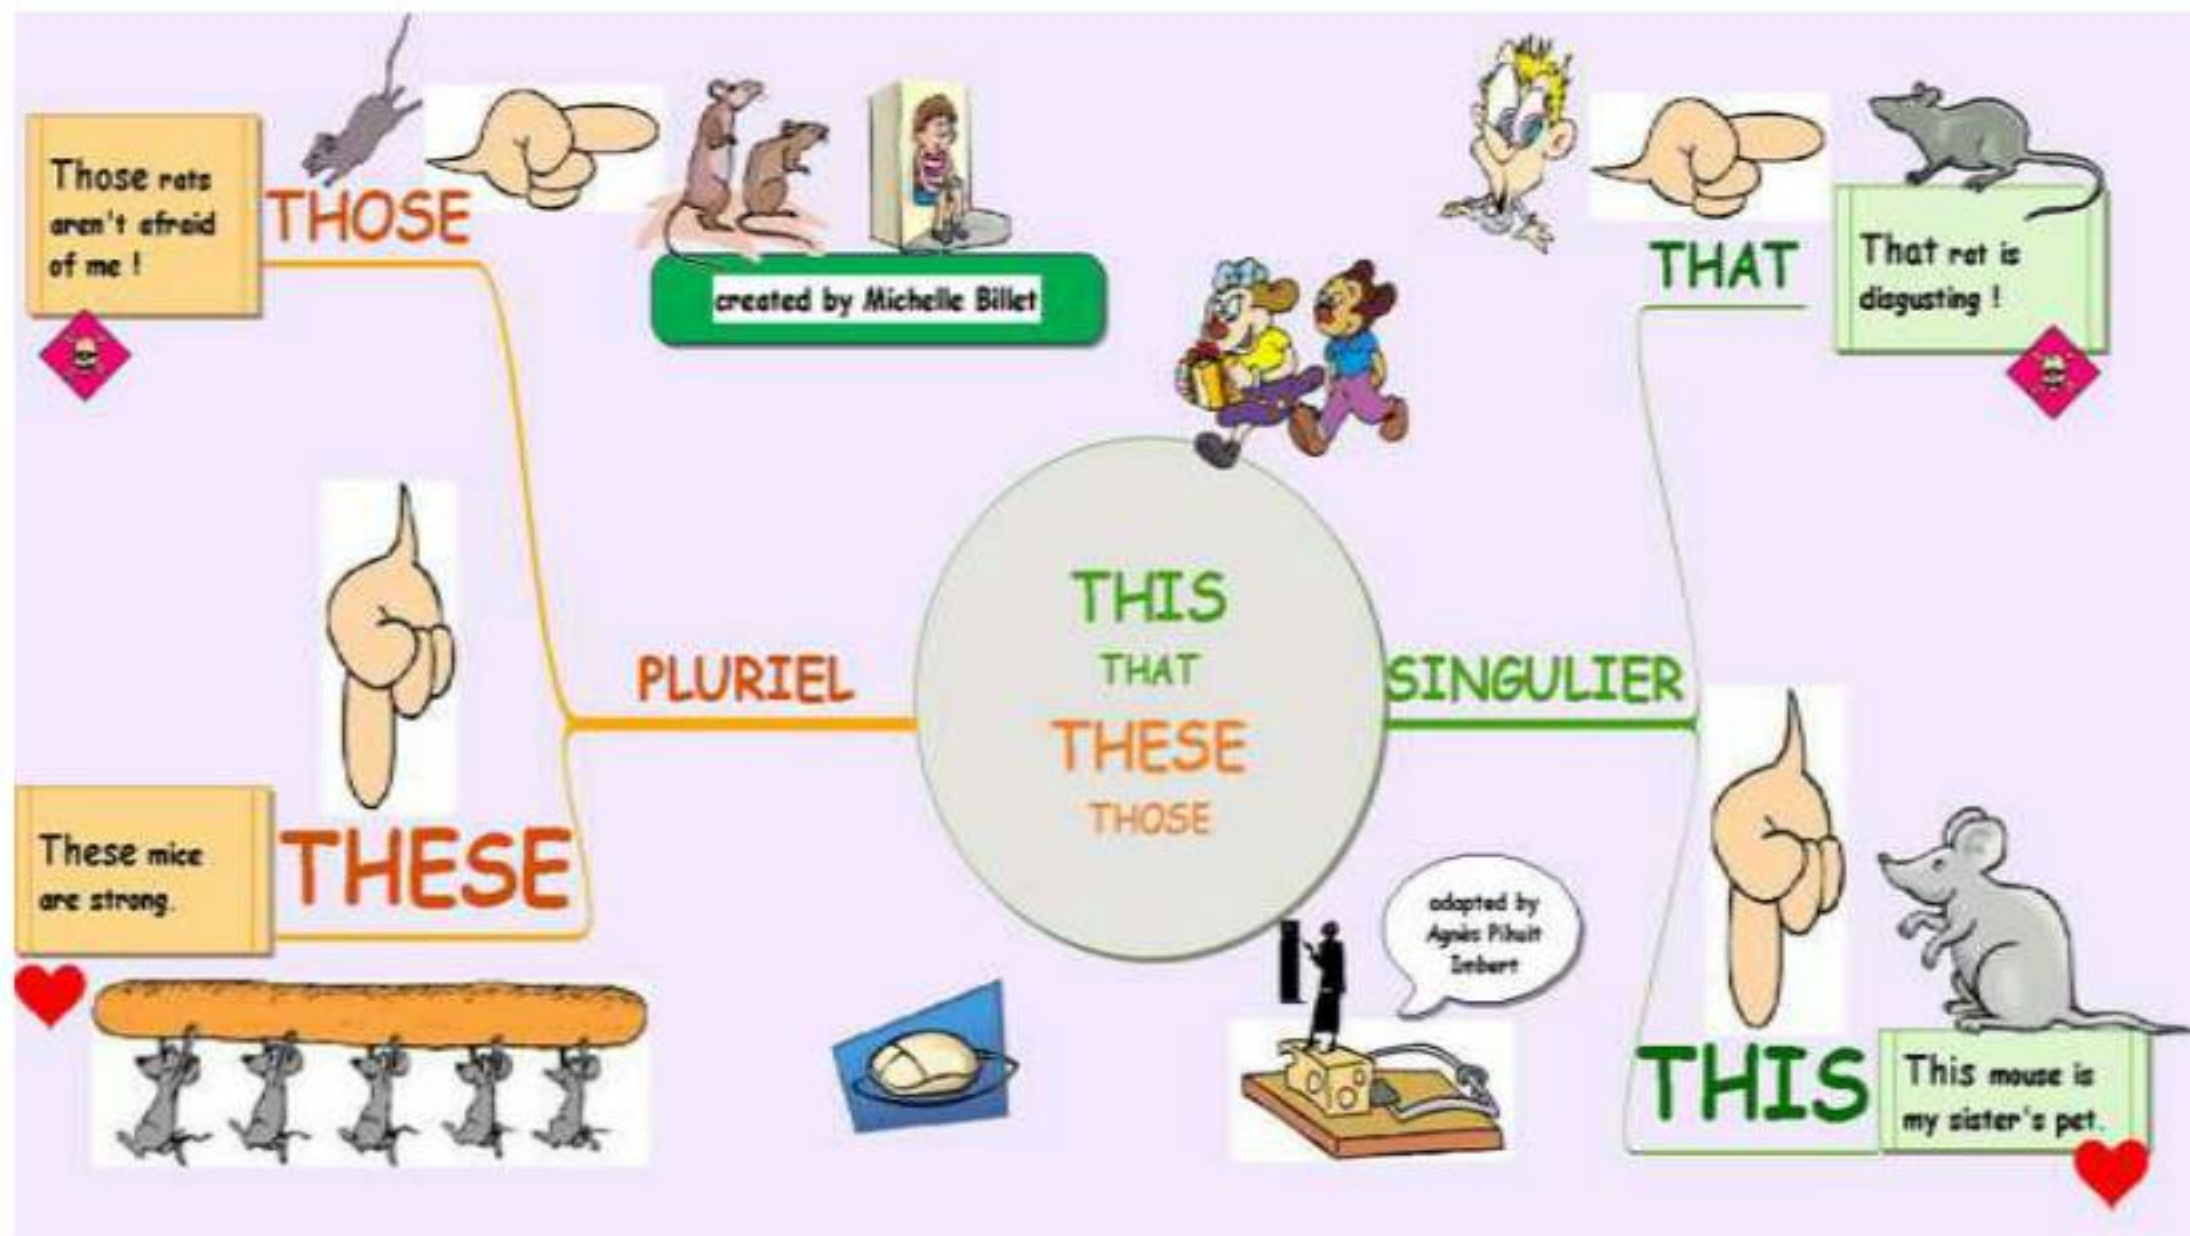 Those rats
aren't afraid
of me !
THOSE
created by Michelle Billet
THAT
That rat is
disgusting !
THIS
THAT
THESE
THOSE
PLURIEL
SINGULIER
These mice
are strong.
THESE
adapted by
Agnès Pihuit
Imbert
THIS
This mouse is
my sister's pet.